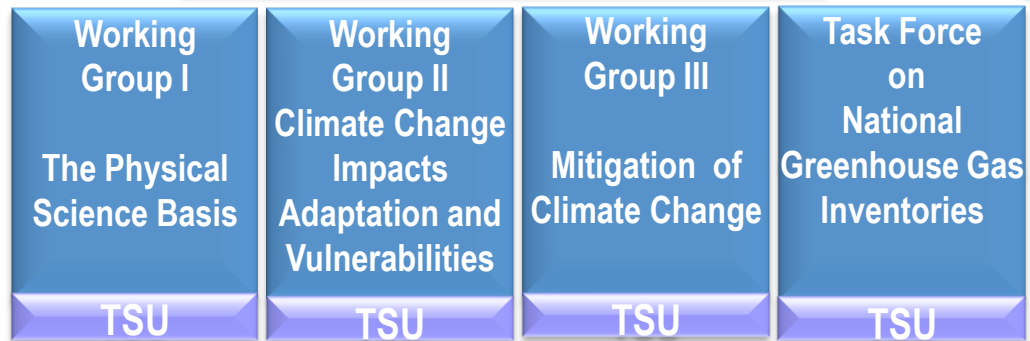 Working
Group I
The Physical
Science Basis
TSU
Working
Group II
Climate Change
Impacts
Adaptation and
Vulnerabilities
TSU
Working
Group III
Mitigation of
Climate Change
TSU
Task Force
on
National
Greenhouse Gas
Inventories
TSU